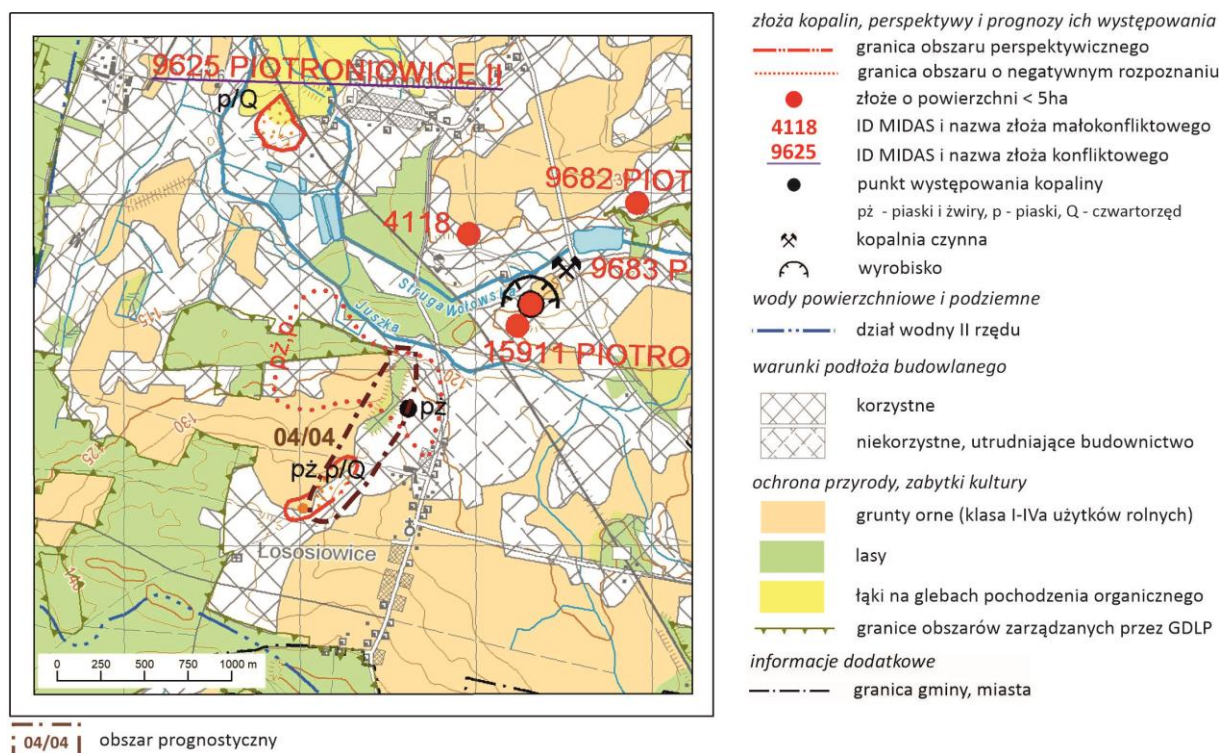 9625 PIOTRONIOWICE II
p/Q
9682 PIOT
4118
9683 P
Struga Wołowska
Juszka
15911 PIOTRO
115
pż,p
120
pż
130
125
04/04
pż, p/Q
Łososiowice
140
0 250 500 750 1000 m
04/04 obszar prognostyczny
złoża kopalin, perspektywy i prognozy ich występowania
granica obszaru perspektywicznego
granica obszaru o negatywnym rozpoznaniu
złoże o powierzchni < 5ha
4118 ID MIDAS i nazwa złoża małokonfliktowego
9625 ID MIDAS i nazwa złoża konfliktowego
punkt występowania kopaliny
pż - piaski i żwiry, p - piaski, Q - czwartorzęd
kopalnia czynna
wyrobisko
wody powierzchniowe i podziemne
dział wodny II rzędu
warunki podłoża budowlanego
korzystne
niekorzystne, utrudniające budownictwo
ochrona przyrody, zabytki kultury
grunty orne (klasa I-IVa użytków rolnych)
lasy
łąki na glebach pochodzenia organicznego
granice obszarów zarządzanych przez GDLP
informacje dodatkowe
granica gminy, miasta